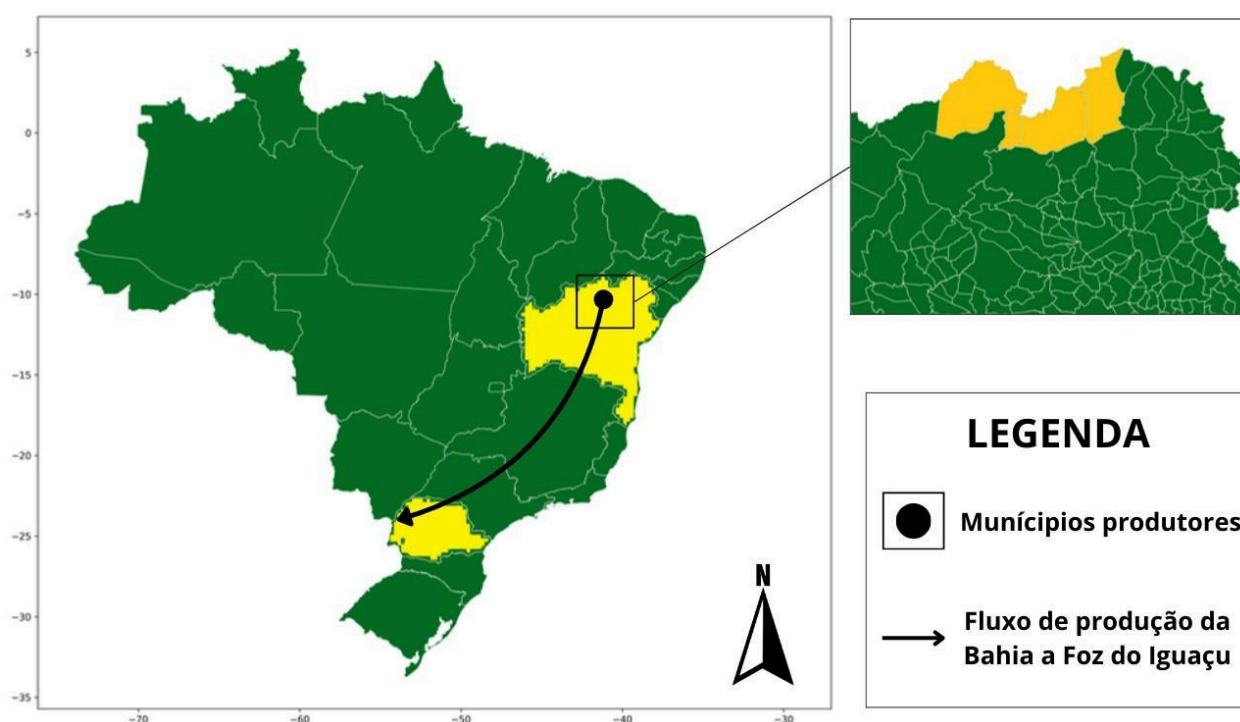 5
0
−5
−10
−15
−20
−25
−30
−35
−70
−60
−50
−40
−30
N
LEGENDA
Munícipios produtores
Fluxo de produção da
Bahia a Foz do Iguaçu